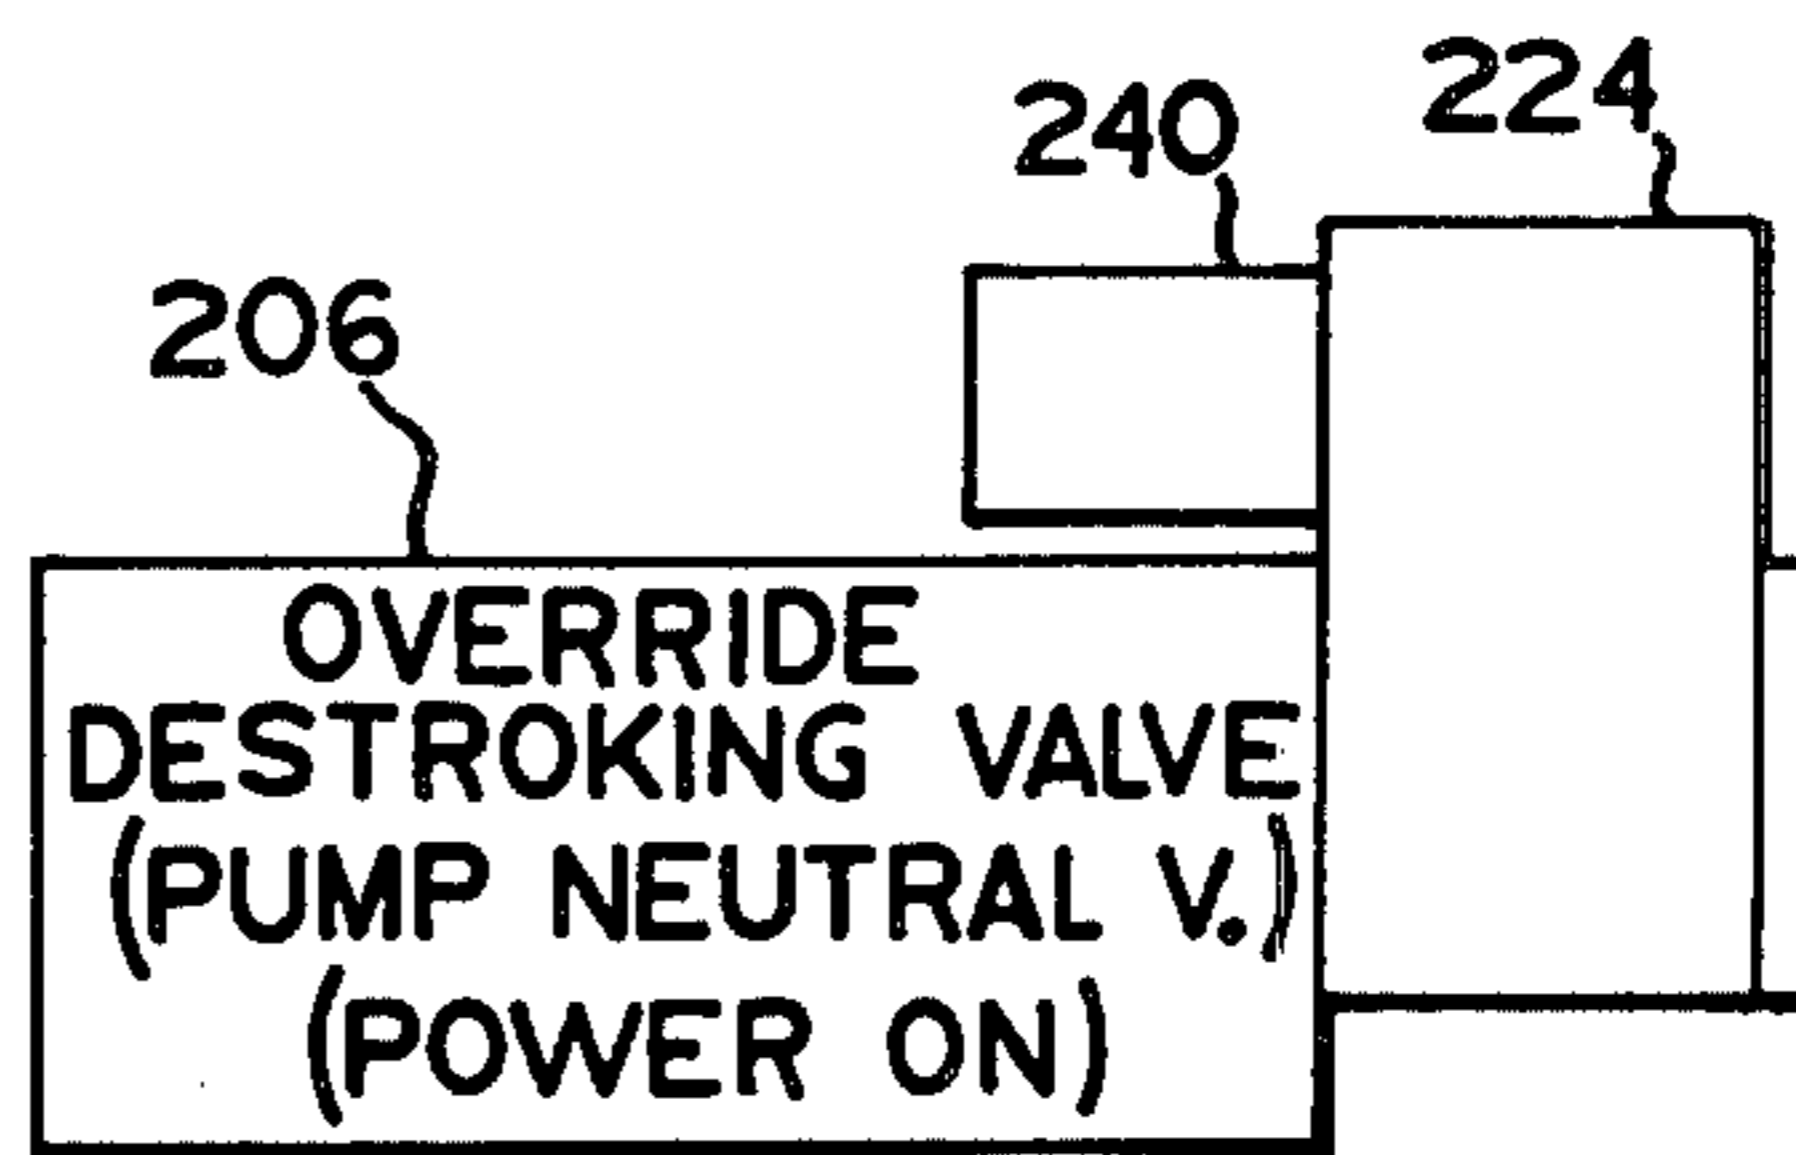 224
240
206
OVERRIDE
DESTROKING VALVE
(PUMP NEUTRAL V.)
(POWER ON)